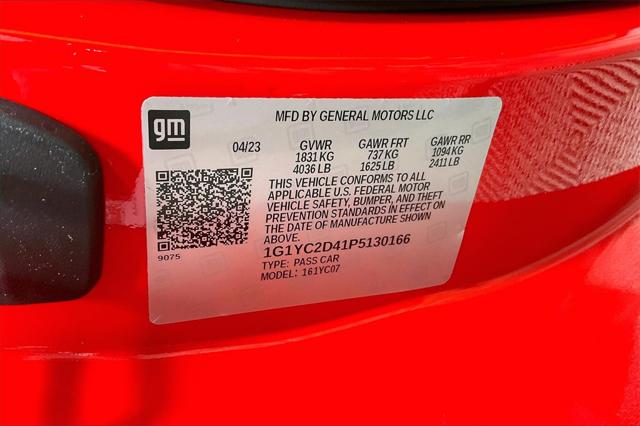 gm
MFD BY GENERAL MOTORS LLC
04/23 GVWR GAWR FRT GAWR RR
1831 KG 737 KG 1094 KG
4036 LB 1625 LB 2411 LB
THIS VEHICLE CONFORMS TO ALL
APPLICABLE U.S. FEDERAL MOTOR
VEHICLE SAFETY, BUMPER, AND THEFT
PREVENTION STANDARDS IN EFFECT ON
THE DATE OF MANUFACTURE SHOWN
ABOVE.
9075
1G1YC2D41P5130166
TYPE: PASS CAR
MODEL: 161YC07